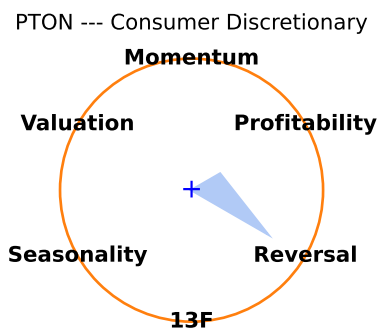 PTON --- Consumer Discretionary
Momentum
Valuation
Profitability
Seasonality
Reversal
13F